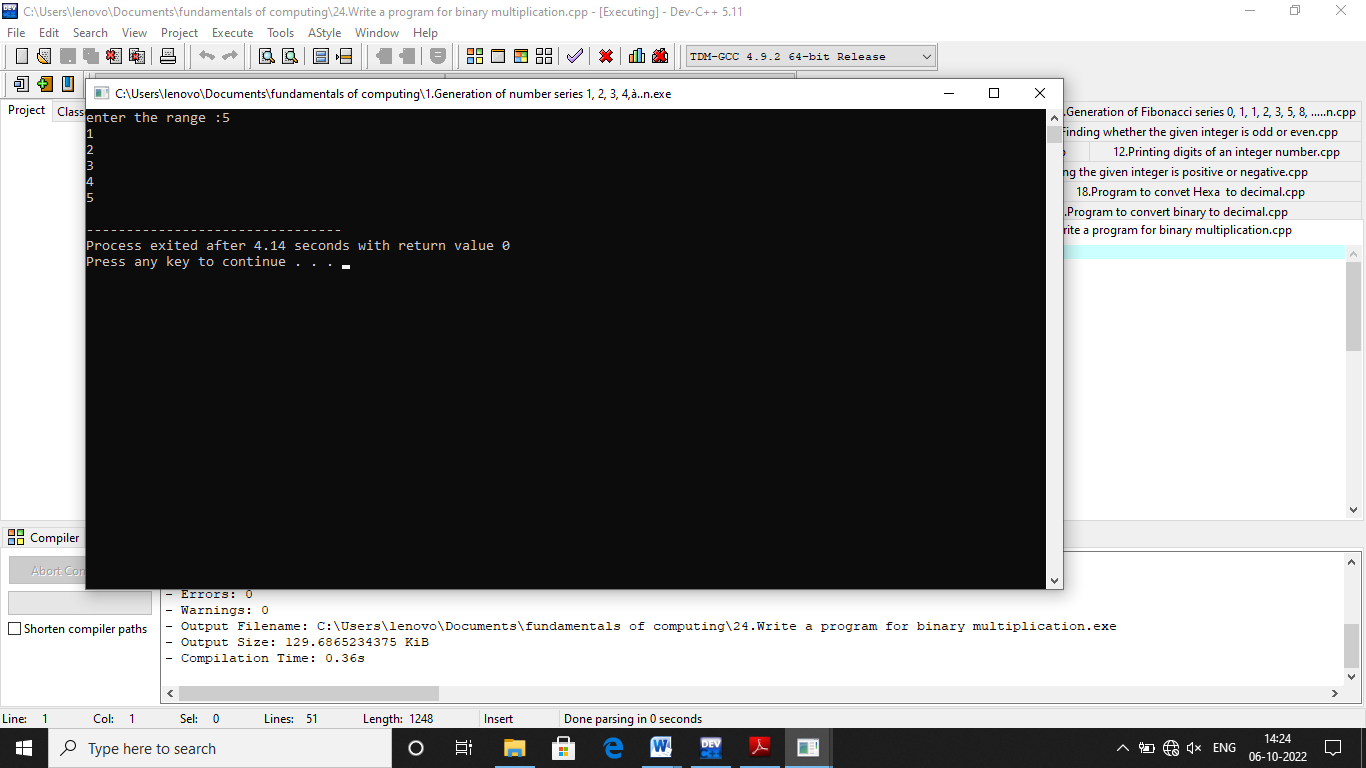 C:\Users\lenovo\Documents\fundamentals of computing\24.Write a program for binary multiplication.cpp - [Executing] - Dev-C++ 5.11
File Edit Search View Project Execute Tools AStyle Window Help
TDM-GCC 4.9.2 64-bit Release
C:\Users\lenovo\Documents\fundamentals of computing\1.Generation of number series 1, 2, 3, 4,à..n.exe
Project Class
enter the range :5
1
2
3
4
5
--------------------------------
Process exited after 4.14 seconds with return value 0
Press any key to continue . . .
.Generation of Fibonacci series 0, 1, 1, 2, 3, 5, 8, .....n.cpp
Finding whether the given integer is odd or even.cpp
12.Printing digits of an integer number.cpp
ng the given integer is positive or negative.cpp
18.Program to convet Hexa to decimal.cpp
.Program to convert binary to decimal.cpp
rite a program for binary multiplication.cpp
Compiler
Abort Con
Shorten compiler paths
- Errors: 0
- Warnings: 0
- Output Filename: C:\Users\lenovo\Documents\fundamentals of computing\24.Write a program for binary multiplication.exe
- Output Size: 129.6865234375 KiB
- Compilation Time: 0.36s
Line: 1 Col: 1 Sel: 0 Lines: 51 Length: 1248 Insert Done parsing in 0 seconds
Type here to search
DEV C++
ENG
14:24
06-10-2022